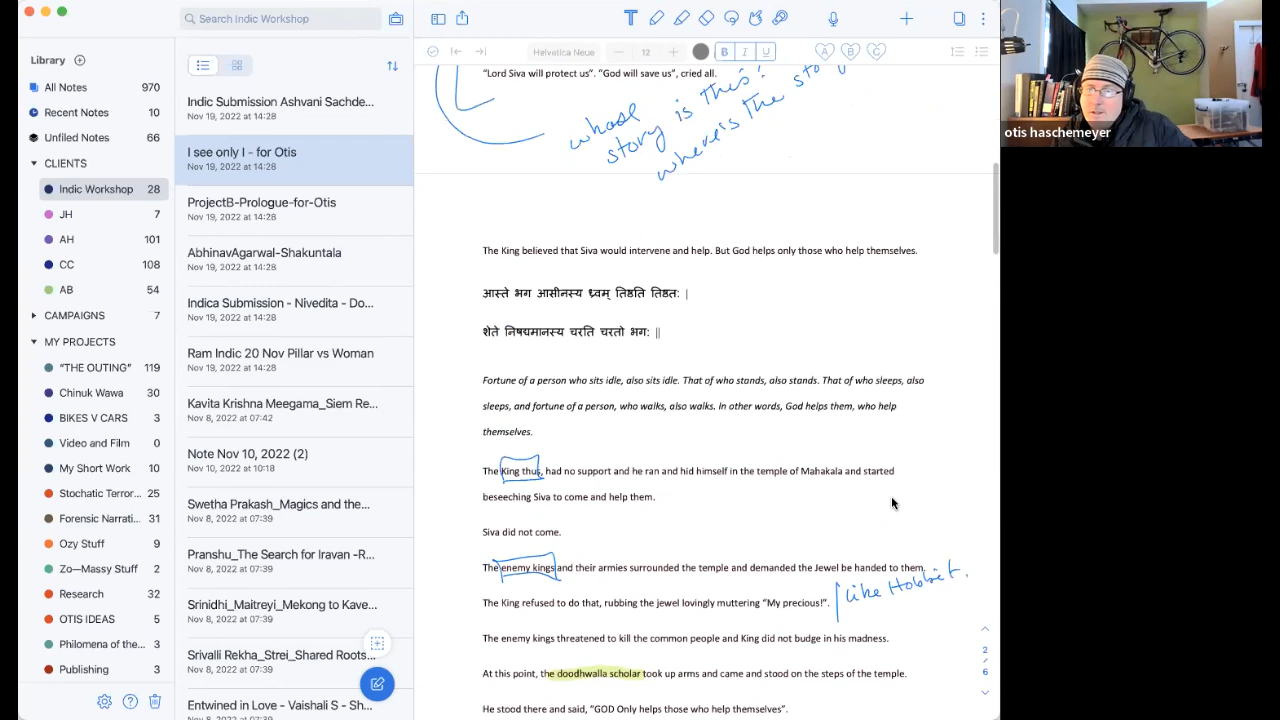 Search Indic Workshop
Library
All Notes 970
Recent Notes 10
Unfiled Notes 66
CLIENTS
Indic Workshop 28
JH 7
AH 101
CC 108
AB 54
CAMPAIGNS 7
MY PROJECTS
"THE OUTING" 119
Chinuk Wawa 30
BIKES V CARS 3
Video and Film 0
My Short Work 10
Stochatic Terror... 25
Forensic Narrati... 31
Ozy Stuff 9
Zo—Massy Stuff 2
Research 32
OTIS IDEAS 5
Philomena of the... 3
Publishing 3
Indic Submission Ashvani Sachde...
Nov 19, 2022 at 14:28
I see only I - for Otis
Nov 19, 2022 at 14:28
ProjectB-Prologue-for-Otis
Nov 19, 2022 at 14:28
AbhinavAgarwal-Shakuntala
Nov 19, 2022 at 14:28
Indica Submission - Nivedita - Do...
Nov 19, 2022 at 14:28
Ram Indic 20 Nov Pillar vs Woman
Nov 19, 2022 at 14:28
Kavita Krishna Meegama_Siem Re...
Nov 8, 2022 at 07:42
Note Nov 10, 2022 (2)
Nov 10, 2022 at 10:18
Swetha Prakash_Magics and the...
Nov 8, 2022 at 07:39
Pranshu_The Search for Iravan -R...
Nov 8, 2022 at 07:39
Srinidhi_Maitreyi_Mekong to Kave...
Nov 8, 2022 at 07:39
Srivalli Rekha_Strei_Shared Roots...
Nov 8, 2022 at 07:39
Entwined in Love - Vaishali S - Sh...
Helvetica Neue 12 B I U A B C
"Lord Siva will protect us". "God will save us", cried all.
whose
story is this!
where's the
The King believed that Siva would intervene and help. But God helps only those who help themselves.
आस्ते भग आसीनस्य ध्र्वम् तिष्ठति तिष्ठत: |
शेते निषद्यमानस्य चरति चरतो भग: ||
Fortune of a person who sits idle, also sits idle. That of who stands, also stands. That of who sleeps, also
sleeps, and fortune of a person, who walks, also walks. In other words, God helps them, who help
themselves.
The King thus, had no support and he ran and hid himself in the temple of Mahakala and started
beseeching Siva to come and help them.
Siva did not come.
The enemy kings and their armies surrounded the temple and demanded the Jewel be handed to them.
like Hobbit.
The King refused to do that, rubbing the jewel lovingly muttering "My precious!".
The enemy kings threatened to kill the common people and King did not budge in his madness.
At this point, the doodhwalla scholar took up arms and came and stood on the steps of the temple.
He stood there and said, "GOD Only helps those who help themselves".
2
/
6
otis haschemeyer